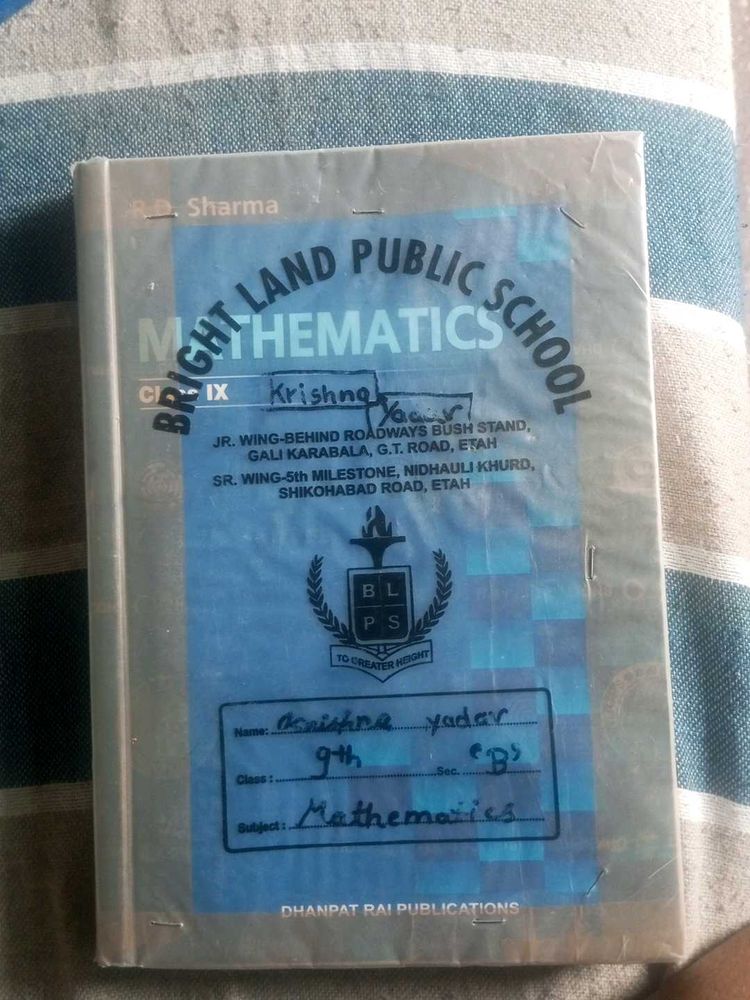 R.D. Sharma
BRIGHT LAND PUBLIC SCHOOL
MATHEMATICS
Class IX
Krishna
Yadav
JR. WING-BEHIND ROADWAYS BUSH STAND,
GALI KARABALA, G.T. ROAD, ETAH
SR. WING-5th MILESTONE, NIDHAULI KHURD,
SHIKOHABAD ROAD, ETAH
B L
P S
TO GREATER HEIGHT
Name: Krishna yadav
Class : 9th Sec. "B"
Subject : Mathematics
DHANPAT RAI PUBLICATIONS